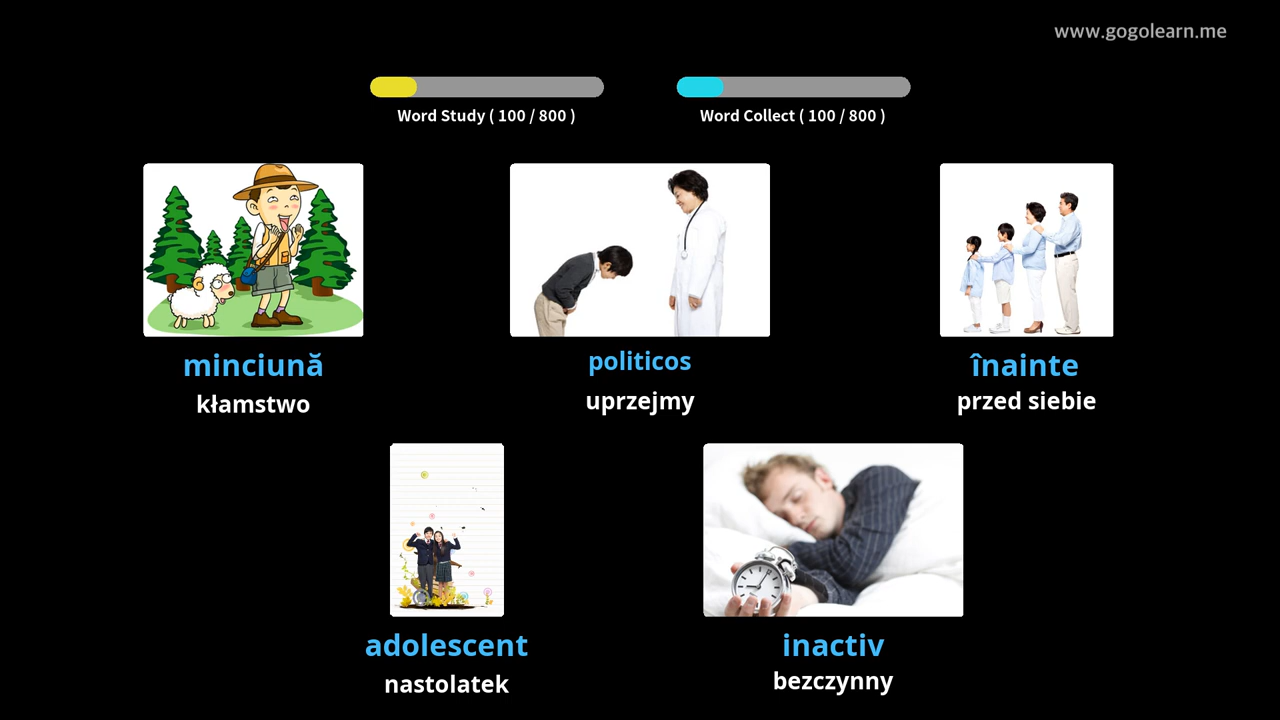 www.gogolearn.me
Word Study ( 100 / 800 )
Word Collect ( 100 / 800 )
minciună
kłamstwo
politicos
uprzejmy
înainte
przed siebie
adolescent
nastolatek
inactiv
bezczynny